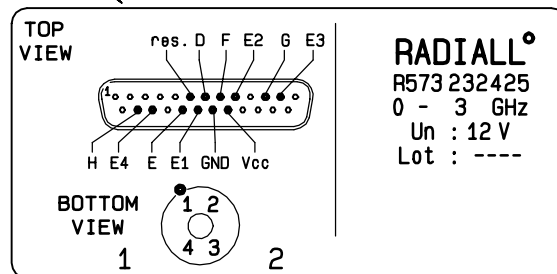 TOP
VIEW
res. D F E2 G E3
1
H E4 E E1 GND Vcc
BOTTOM
VIEW
1 2
4 3
1 2
RADIALL°
R573 232425
0 - 3 GHz
Un : 12 V
Lot : ----